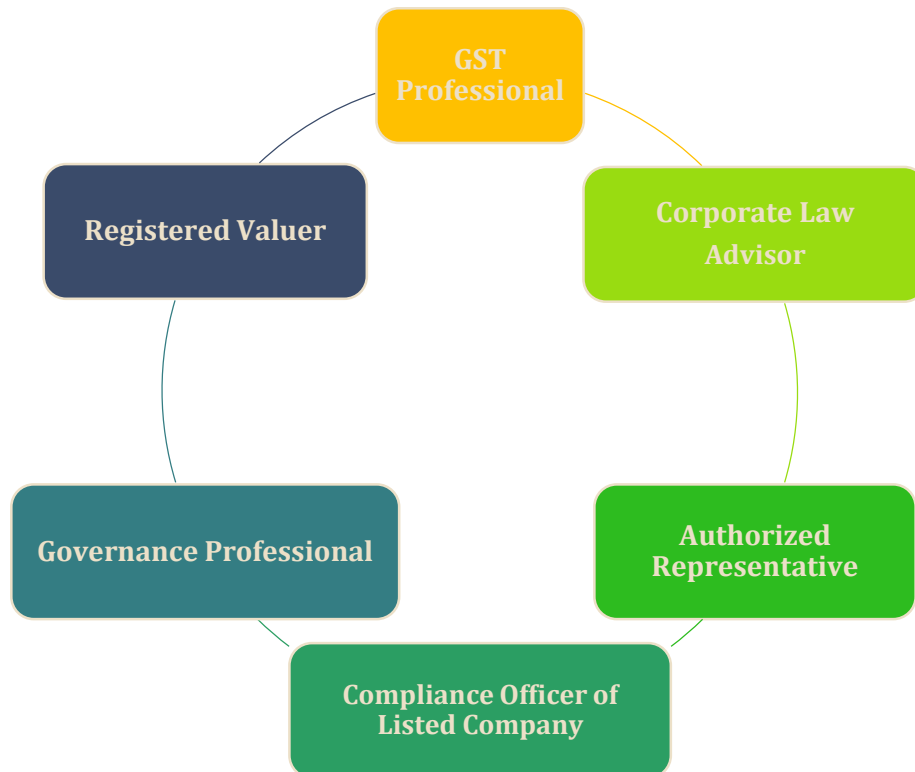 GST
Professional
Corporate Law
Advisor
Authorized
Representative
Compliance Officer of
Listed Company
Governance Professional
Registered Valuer